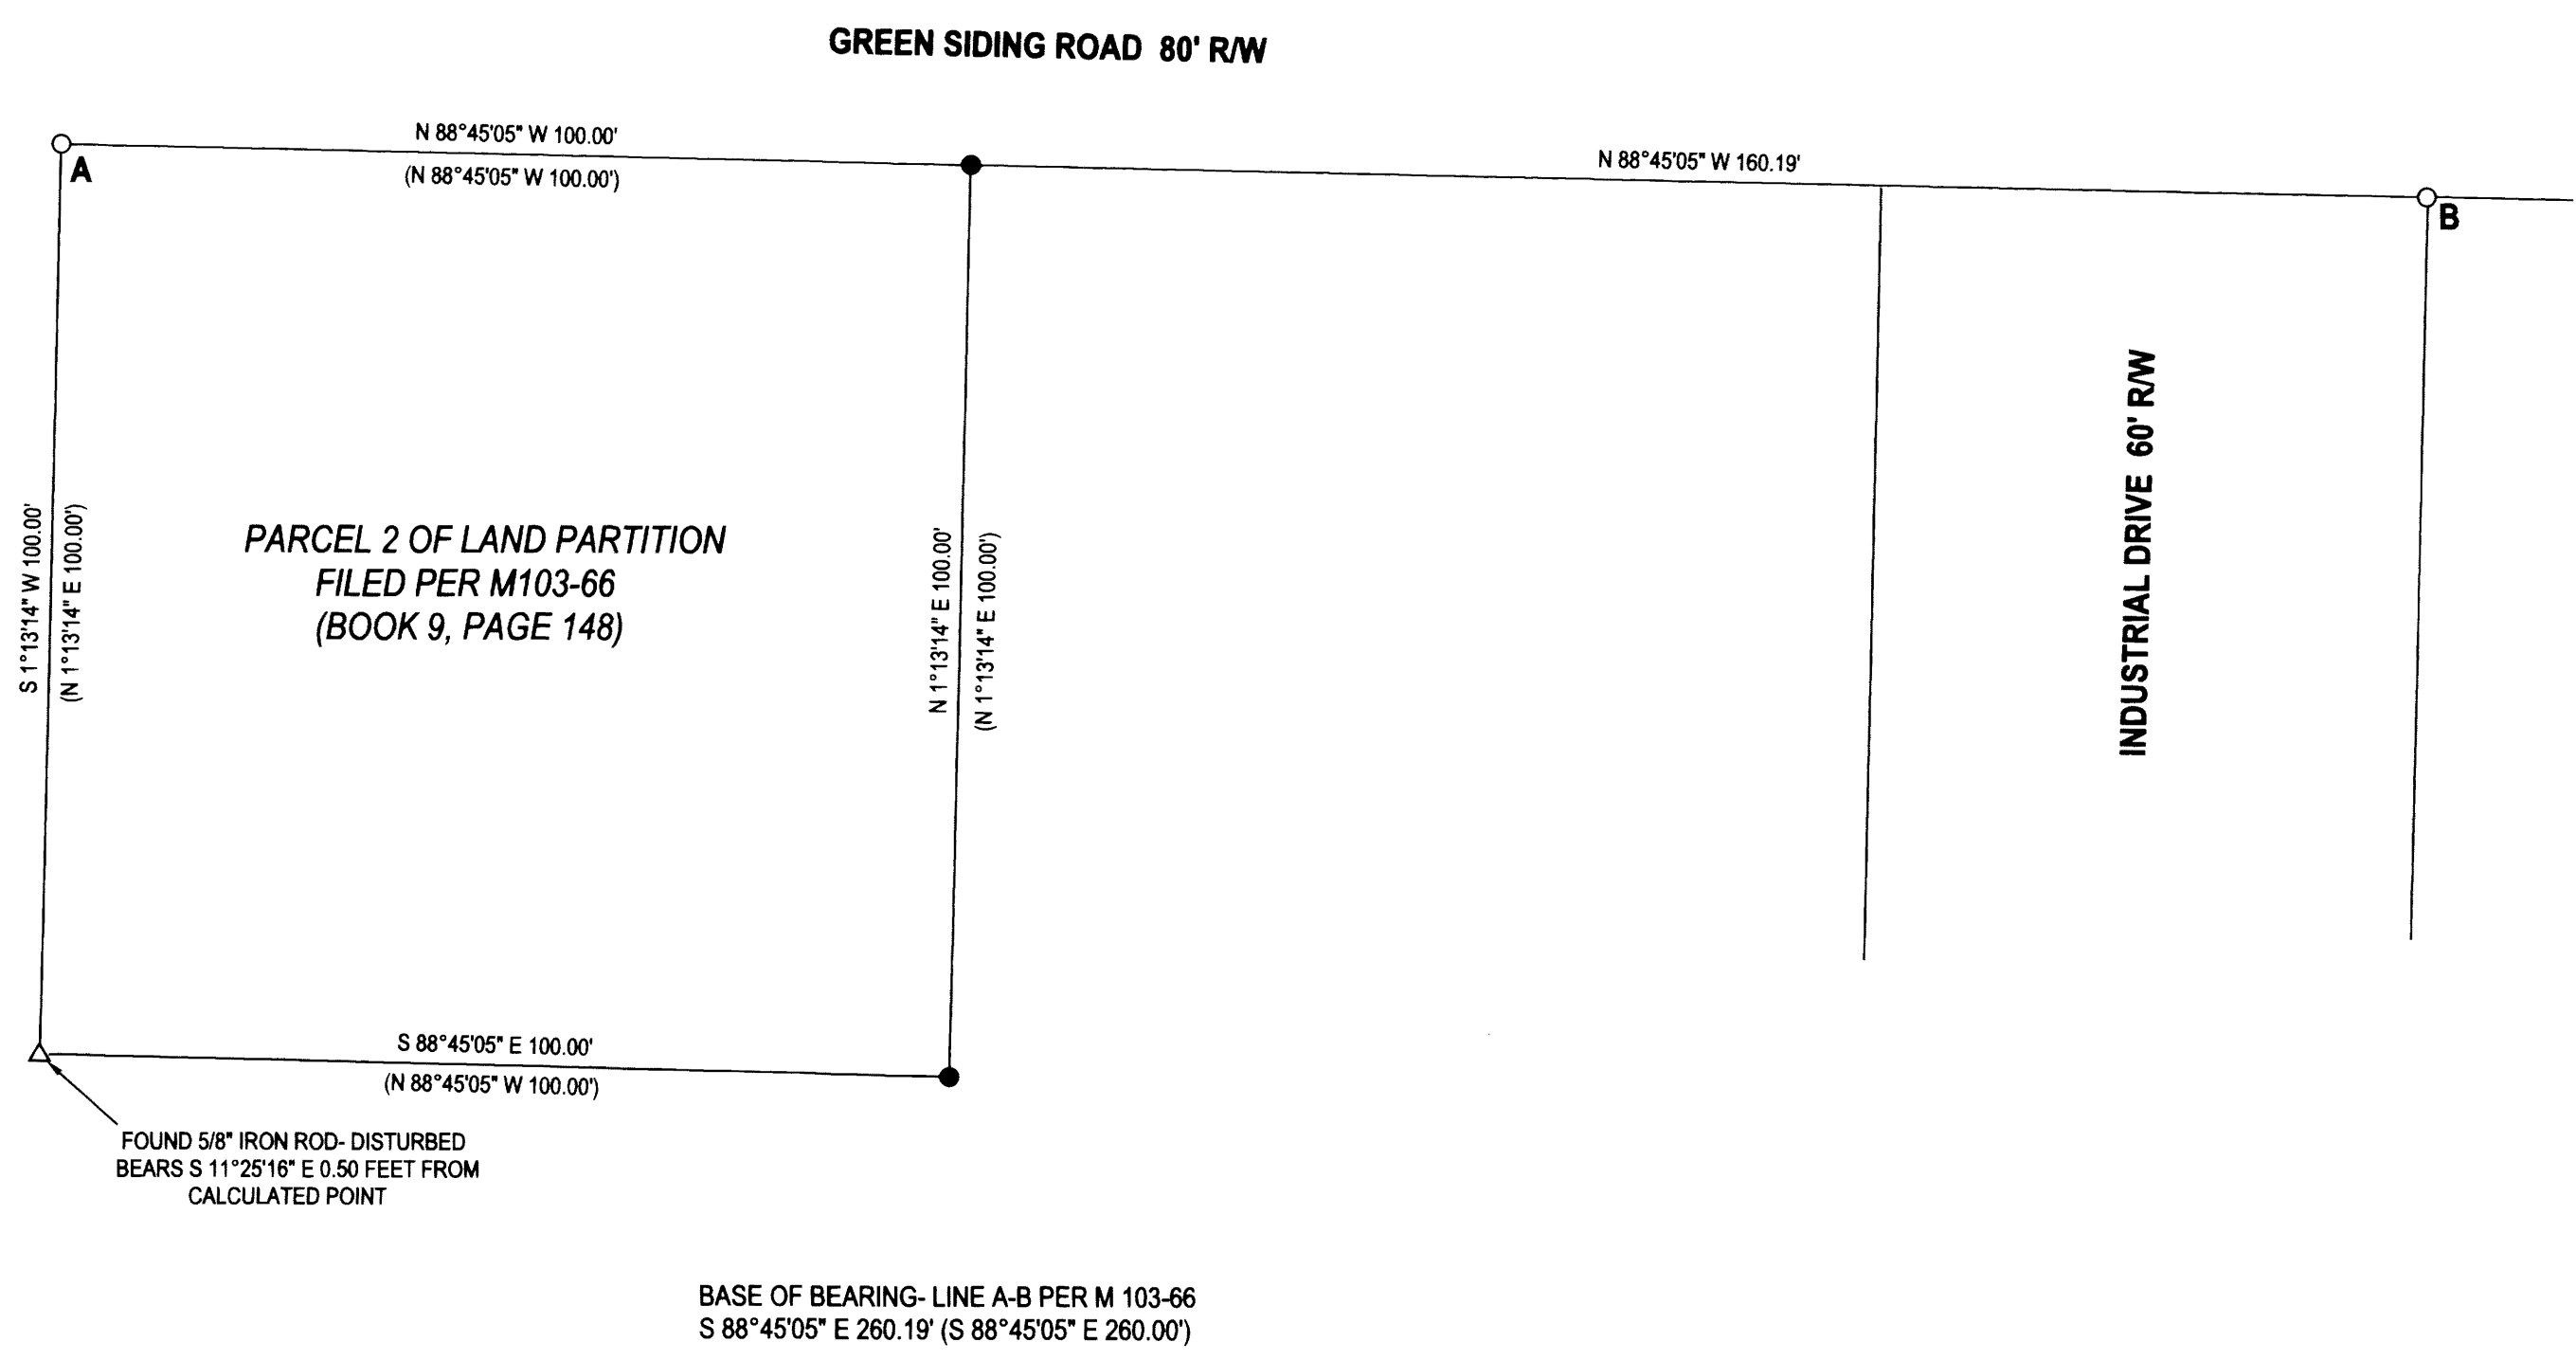 GREEN SIDING ROAD 80' R/W
N 88°45'05" W 100.00'
(N 88°45'05" W 100.00')
N 88°45'05" W 160.19'
A
B
S 1°13'14" W 100.00'
(N 1°13'14" E 100.00')
PARCEL 2 OF LAND PARTITION
FILED PER M103-66
(BOOK 9, PAGE 148)
N 1°13'14" E 100.00'
(N 1°13'14" E 100.00')
INDUSTRIAL DRIVE 60' R/W
S 88°45'05" E 100.00'
(N 88°45'05" W 100.00')
FOUND 5/8" IRON ROD- DISTURBED
BEARS S 11°25'16" E 0.50 FEET FROM
CALCULATED POINT
BASE OF BEARING- LINE A-B PER M 103-66
S 88°45'05" E 260.19' (S 88°45'05" E 260.00')